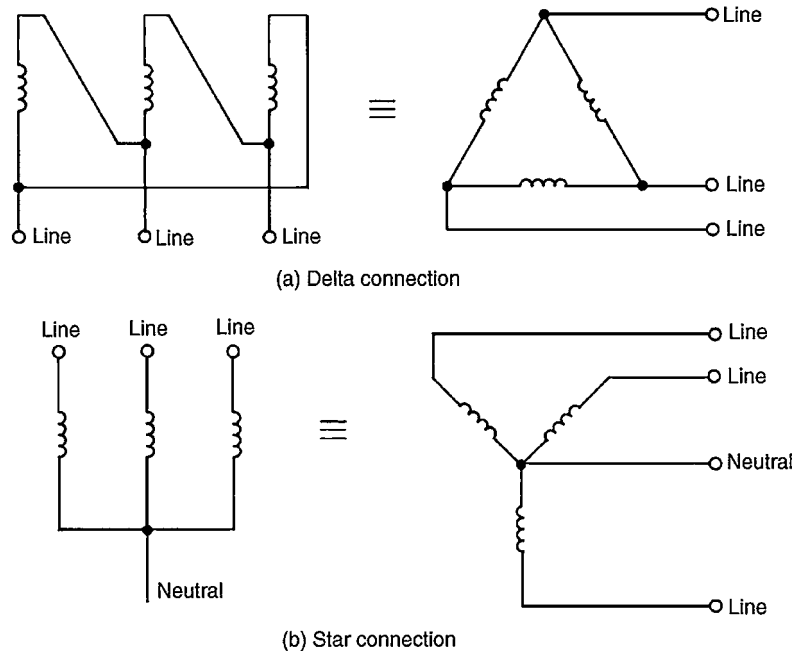 Line
Line Line Line
Line
Line
(a) Delta connection
Line Line Line
Line
Line
Neutral
Neutral
Line
(b) Star connection